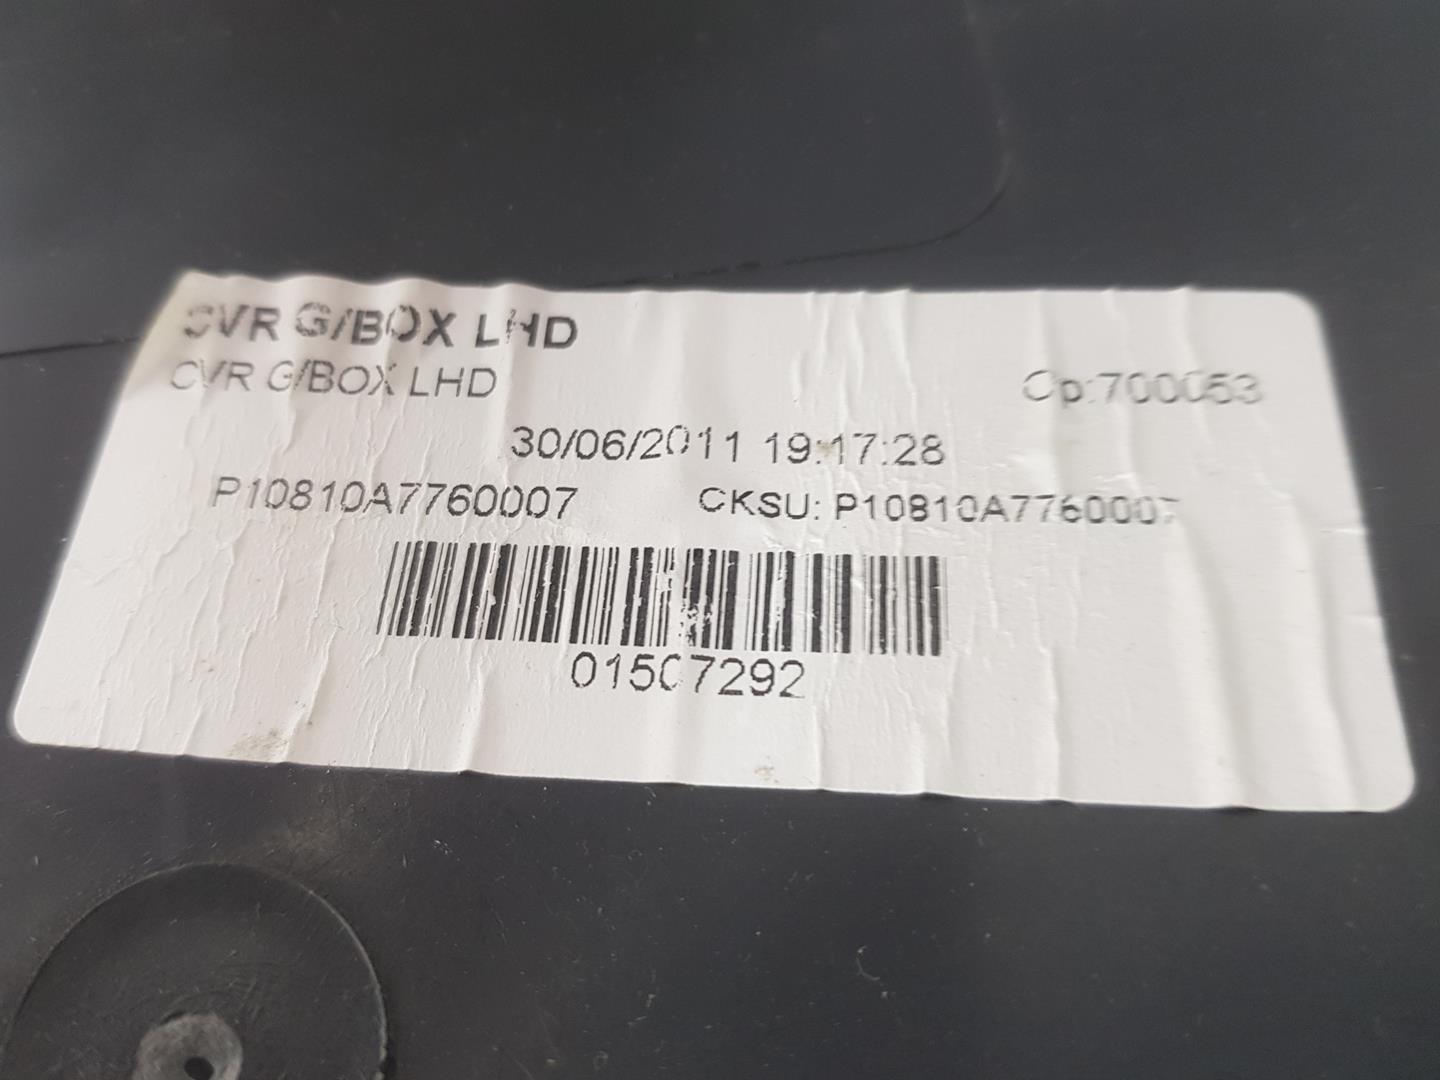 CVR G/BOX LHD
CVR G/BOX LHD
Op:700053
30/06/2011 19:17:28
P10810A7760007 CKSU: P10810A7760007
01507292